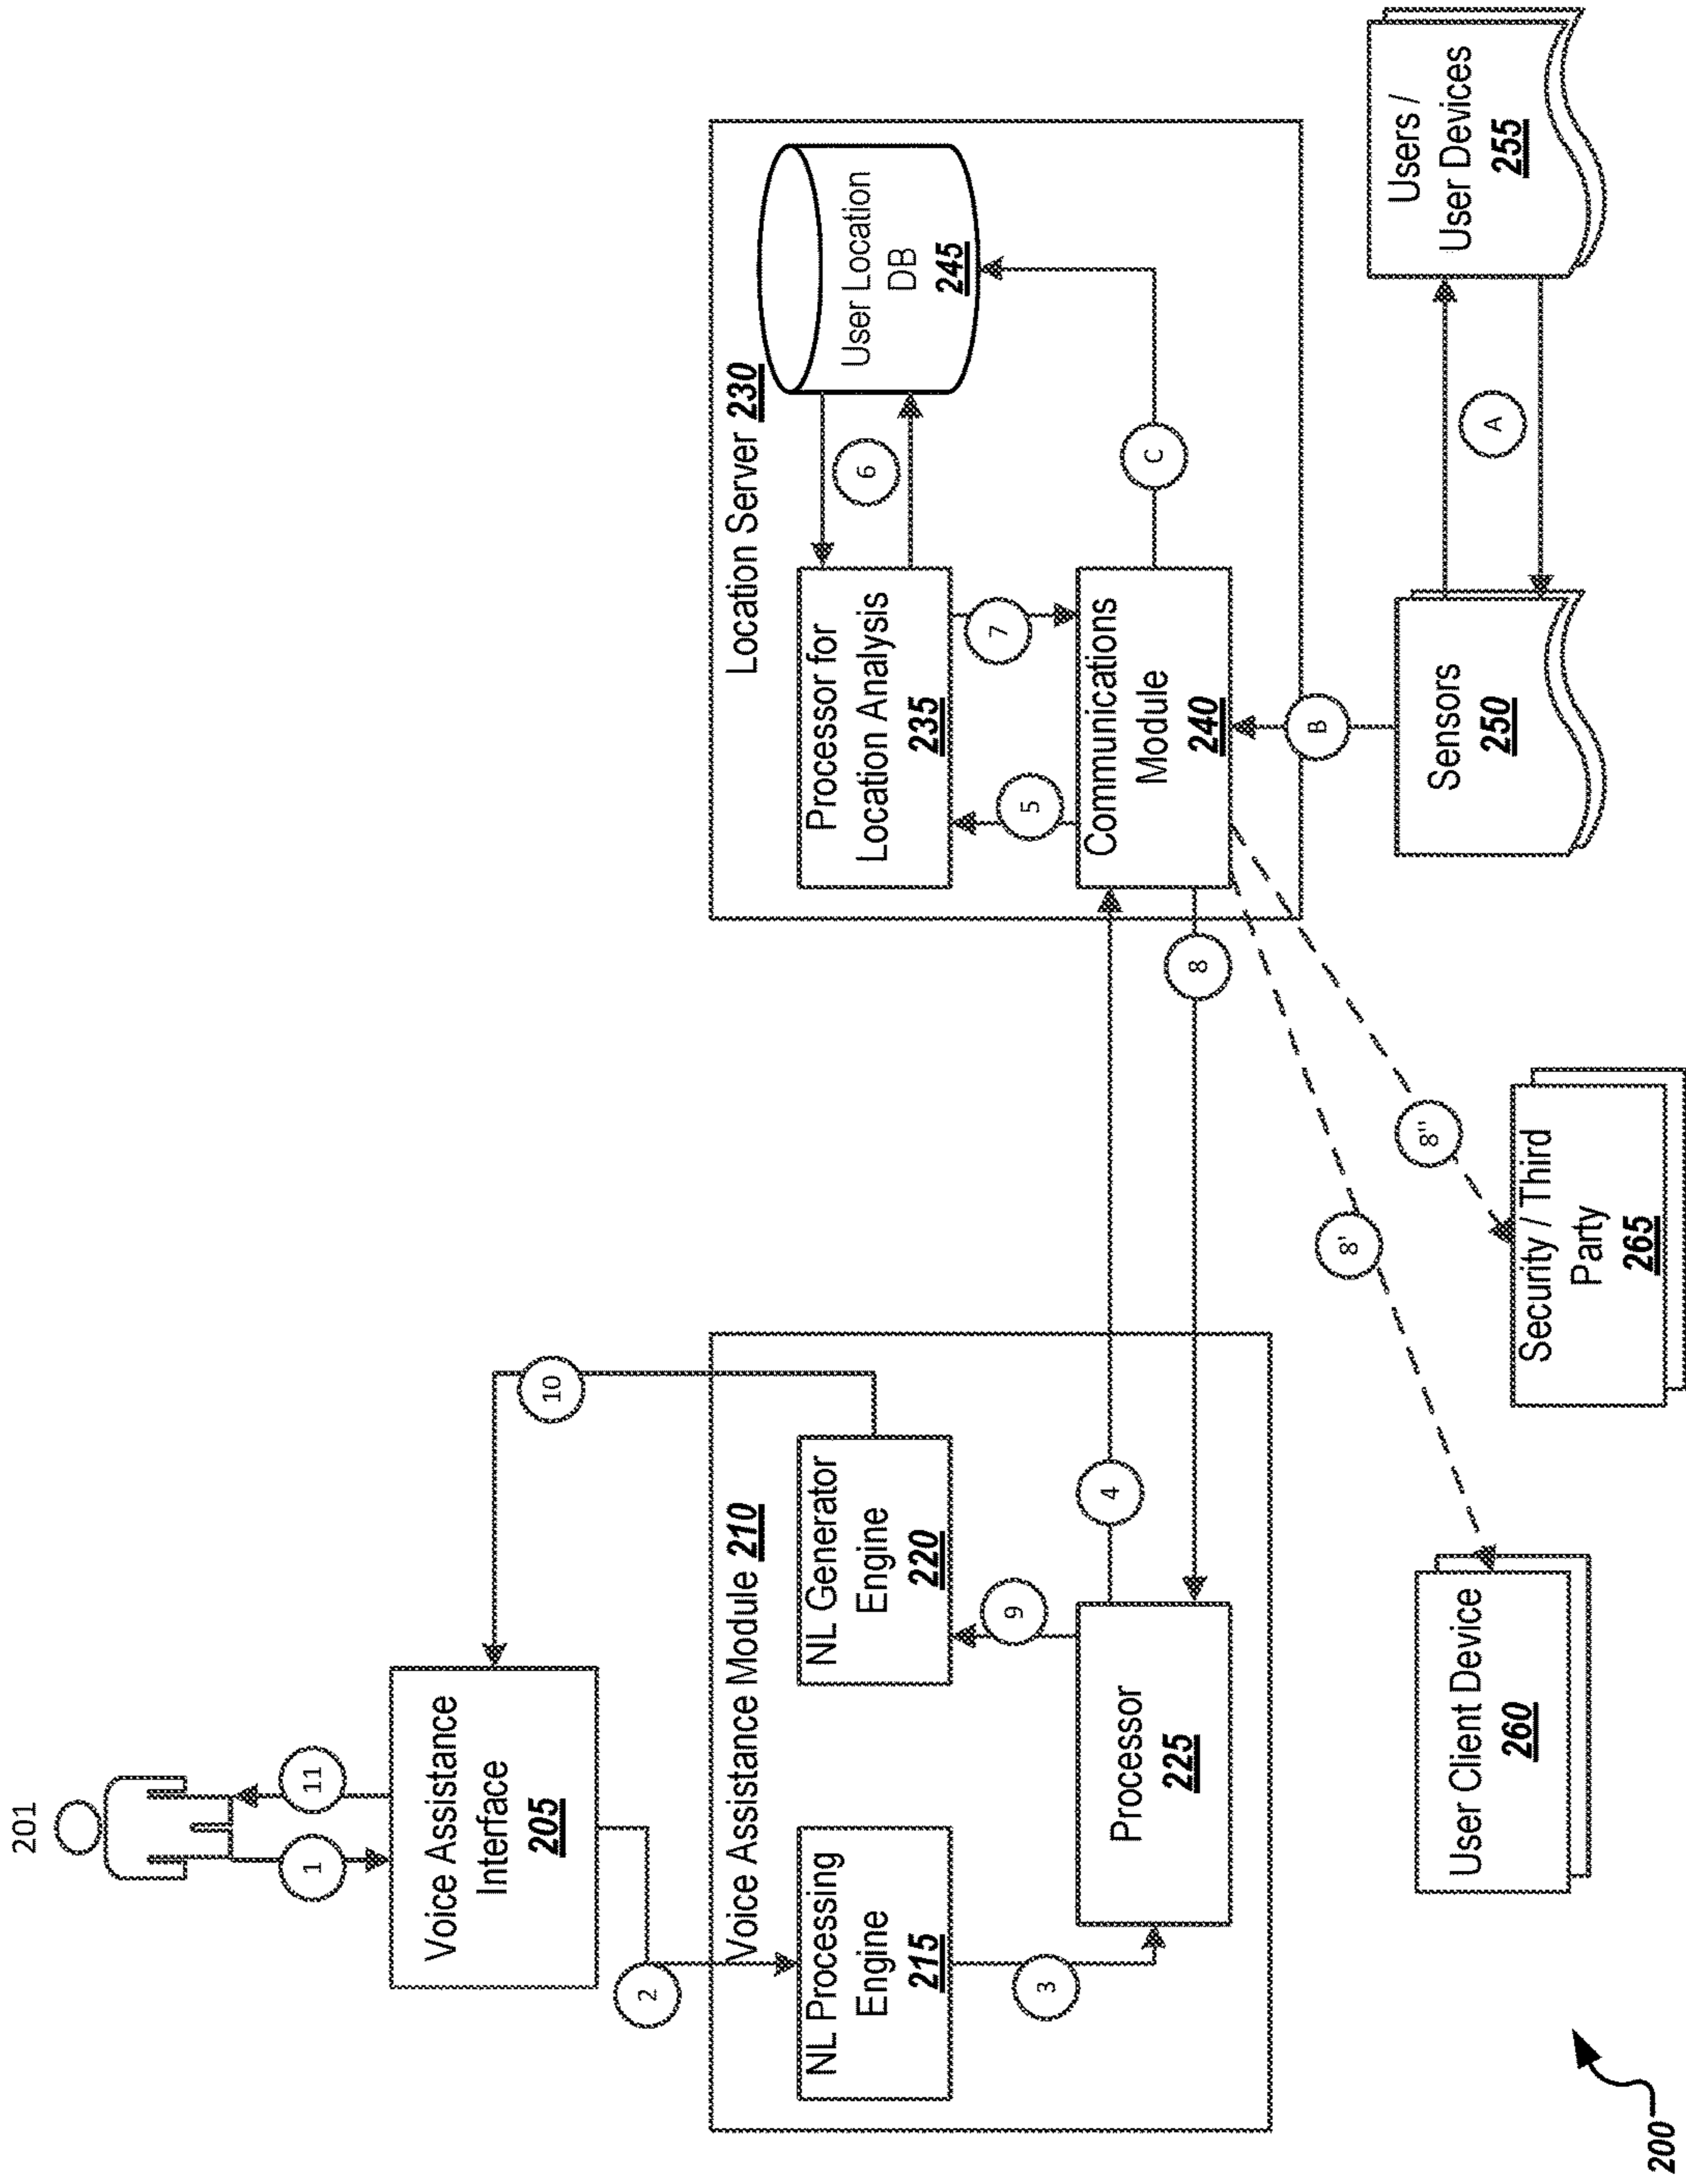 201
1
11
Voice Assistance
Interface
205
2
10
Voice Assistance Module 210
NL Processing
Engine
215
NL Generator
Engine
220
3
9
Processor
225
4
8
Location Server 230
Processor for
Location Analysis
235
6
User Location
DB
245
5
7
Communications
Module
240
C
B
8'
8"
User Client Device
260
Security / Third
Party
265
Sensors
250
A
Users /
User Devices
255
200